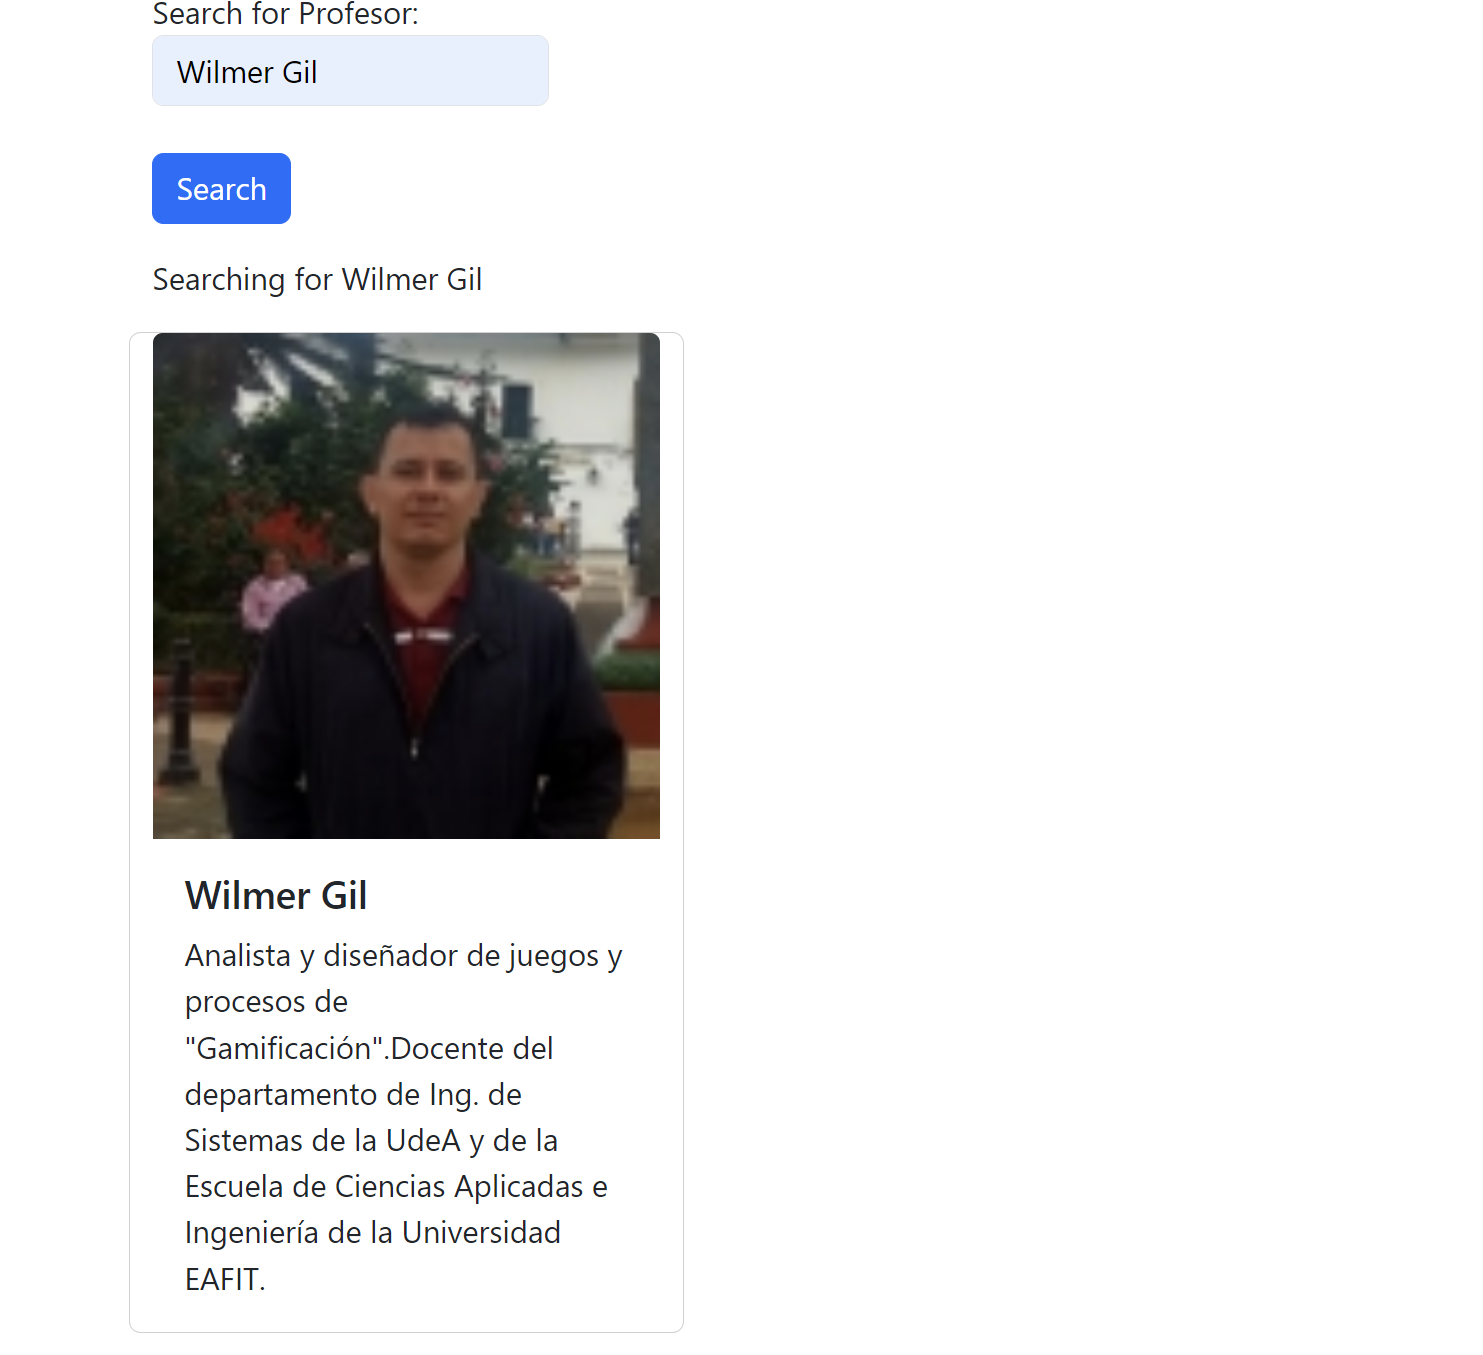 Search for Profesor:
Wilmer Gil
Search
Searching for Wilmer Gil
Wilmer Gil
Analista y diseñador de juegos y
procesos de
"Gamificación".Docente del
departamento de Ing. de
Sistemas de la UdeA y de la
Escuela de Ciencias Aplicadas e
Ingeniería de la Universidad
EAFIT.